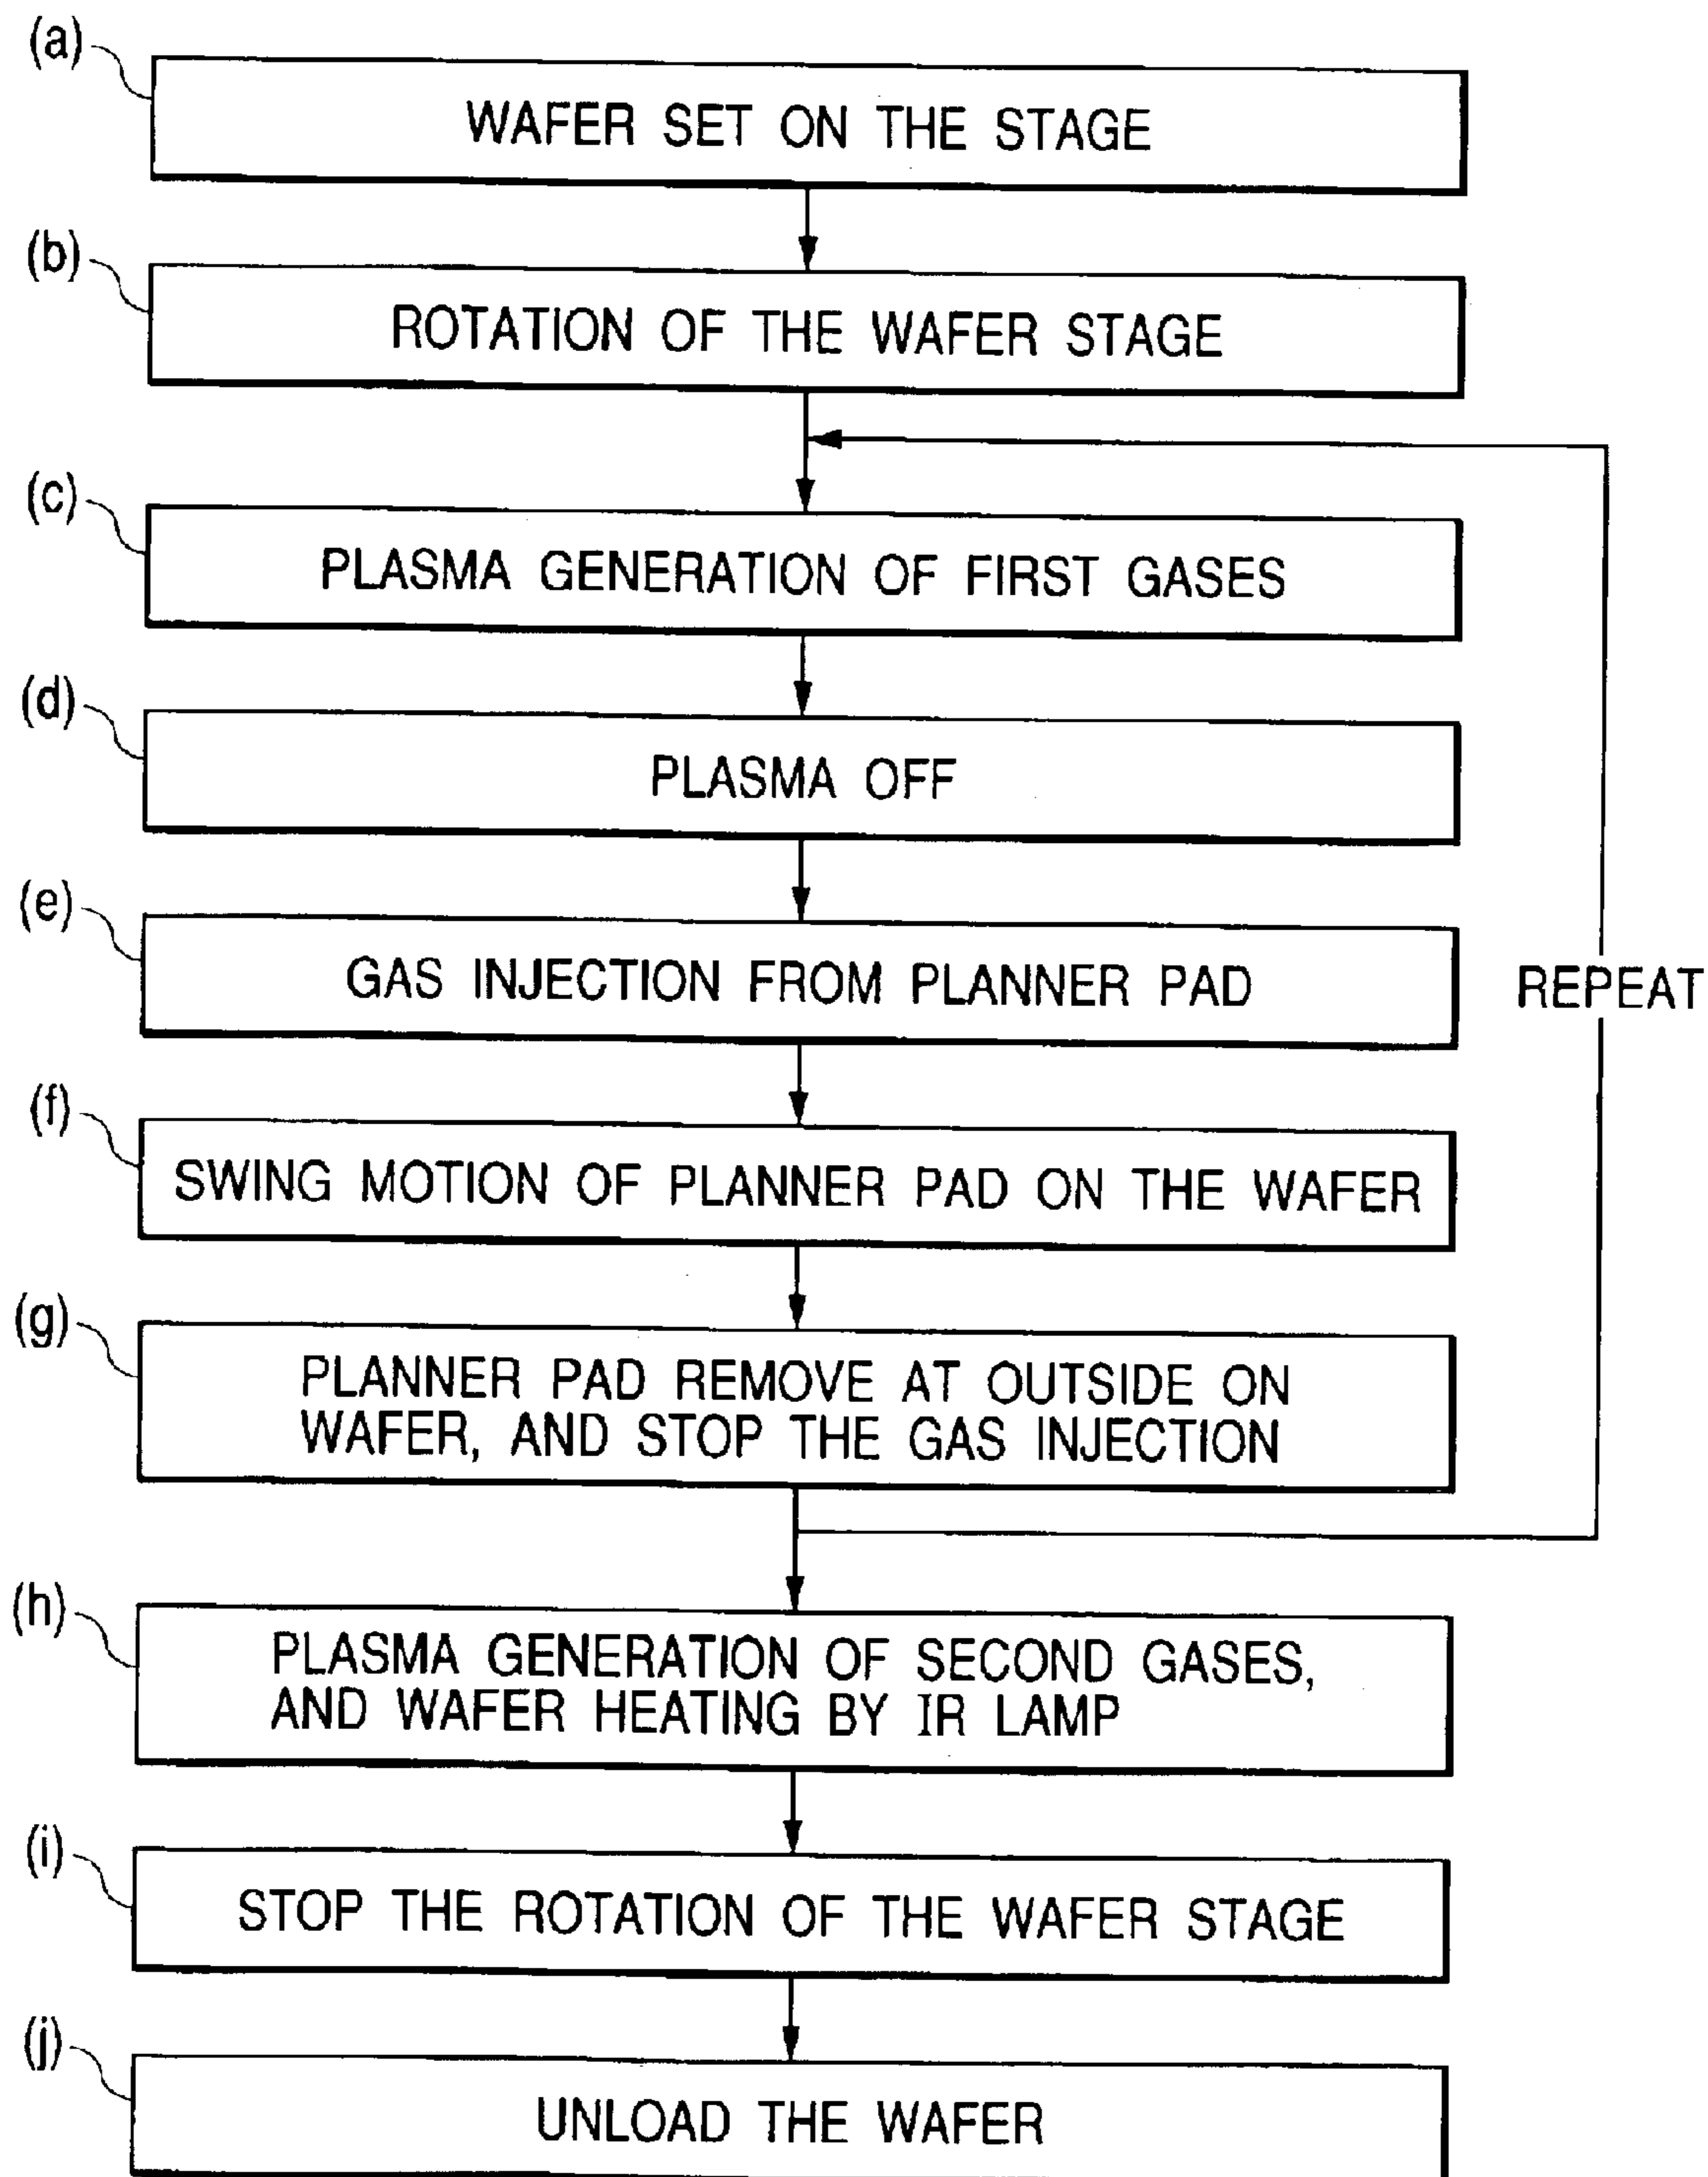 (a)
WAFER SET ON THE STAGE
(b)
ROTATION OF THE WAFER STAGE
(c)
PLASMA GENERATION OF FIRST GASES
(d)
PLASMA OFF
(e)
GAS INJECTION FROM PLANNER PAD
REPEAT
(f)
SWING MOTION OF PLANNER PAD ON THE WAFER
(g)
PLANNER PAD REMOVE AT OUTSIDE ON
WAFER, AND STOP THE GAS INJECTION
(h)
PLASMA GENERATION OF SECOND GASES,
AND WAFER HEATING BY IR LAMP
(i)
STOP THE ROTATION OF THE WAFER STAGE
(j)
UNLOAD THE WAFER